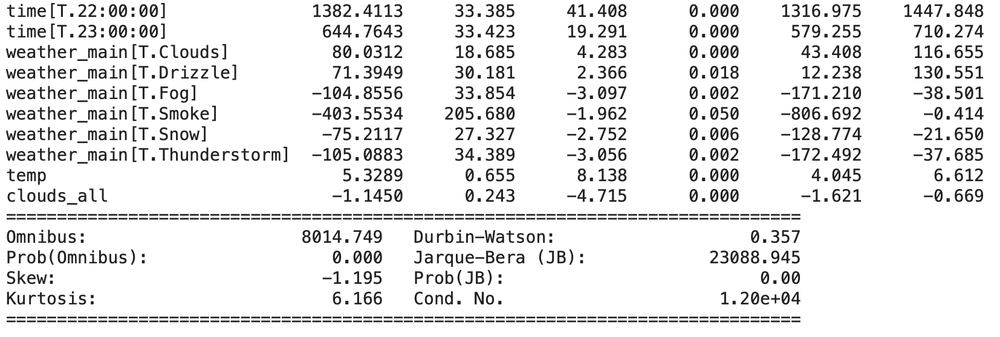 time[T.22:00:00] 1382.4113 33.385 41.408 0.000 1316.975 1447.848
time[T.23:00:00] 644.7643 33.423 19.291 0.000 579.255 710.274
weather_main[T.Clouds] 80.0312 18.685 4.283 0.000 43.408 116.655
weather_main[T.Drizzle] 71.3949 30.181 2.366 0.018 12.238 130.551
weather_main[T.Fog] -104.8556 33.854 -3.097 0.002 -171.210 -38.501
weather_main[T.Smoke] -403.5534 205.680 -1.962 0.050 -806.692 -0.414
weather_main[T.Snow] -75.2117 27.327 -2.752 0.006 -128.774 -21.650
weather_main[T.Thunderstorm] -105.0883 34.389 -3.056 0.002 -172.492 -37.685
temp 5.3289 0.655 8.138 0.000 4.045 6.612
clouds_all -1.1450 0.243 -4.715 0.000 -1.621 -0.669
==============================================================================
Omnibus: 8014.749 Durbin-Watson: 0.357
Prob(Omnibus): 0.000 Jarque-Bera (JB): 23088.945
Skew: -1.195 Prob(JB): 0.00
Kurtosis: 6.166 Cond. No. 1.20e+04
==============================================================================